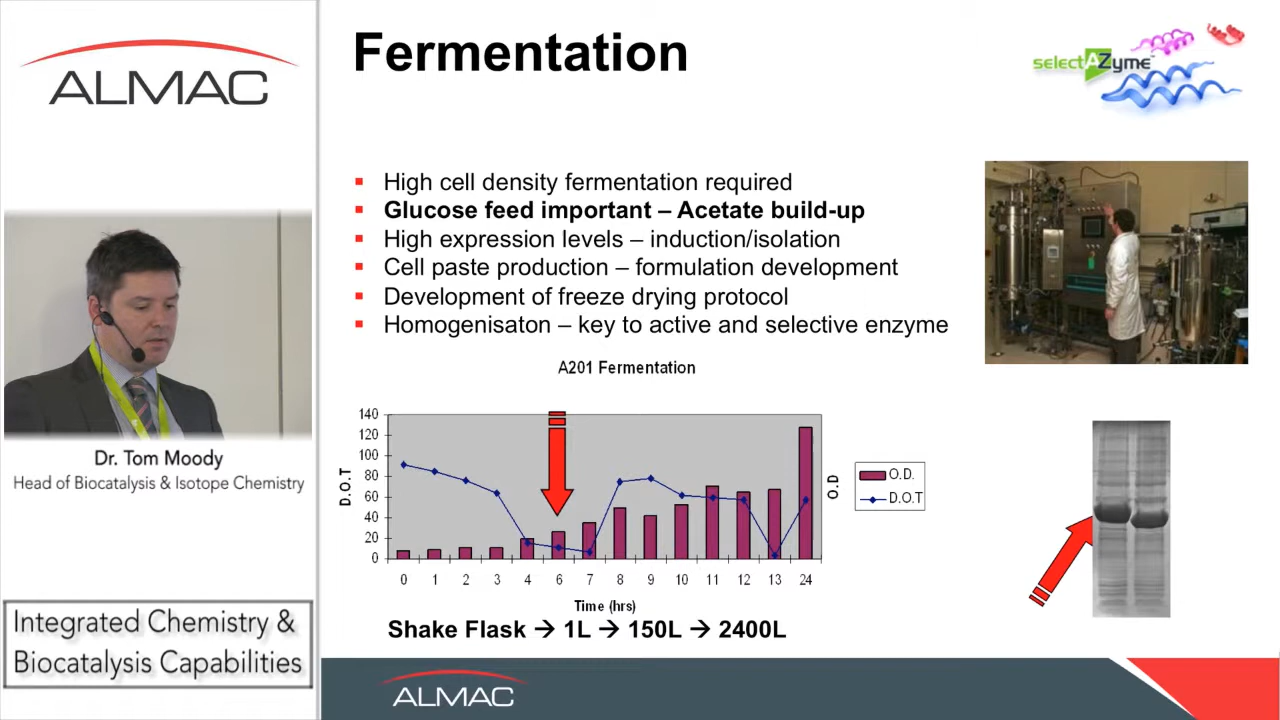 ALMAC
Fermentation
selectAZyme
High cell density fermentation required
Glucose feed important – Acetate build-up
High expression levels – induction/isolation
Cell paste production – formulation development
Development of freeze drying protocol
Homogenisaton – key to active and selective enzyme
Dr. Tom Moody
Head of Biocatalysis & Isotope Chemistry
A201 Fermentation
140
120
100
80
60
40
20
0
D.O.T
O.D
O.D.
D.O.T
0 1 2 3 4 6 7 8 9 10 11 12 13 24
Time (hrs)
Shake Flask → 1L → 150L → 2400L
Integrated Chemistry &
Biocatalysis Capabilities
ALMAC